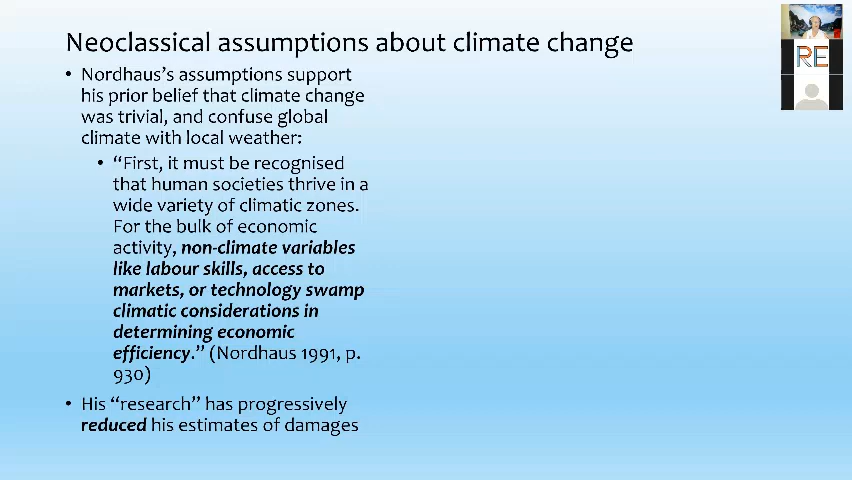 Neoclassical assumptions about climate change
• Nordhaus’s assumptions support
his prior belief that climate change
was trivial, and confuse global
climate with local weather:
• “First, it must be recognised
that human societies thrive in a
wide variety of climatic zones.
For the bulk of economic
activity, non-climate variables
like labour skills, access to
markets, or technology swamp
climatic considerations in
determining economic
efficiency.” (Nordhaus 1991, p.
930)
• His “research” has progressively
reduced his estimates of damages
RE